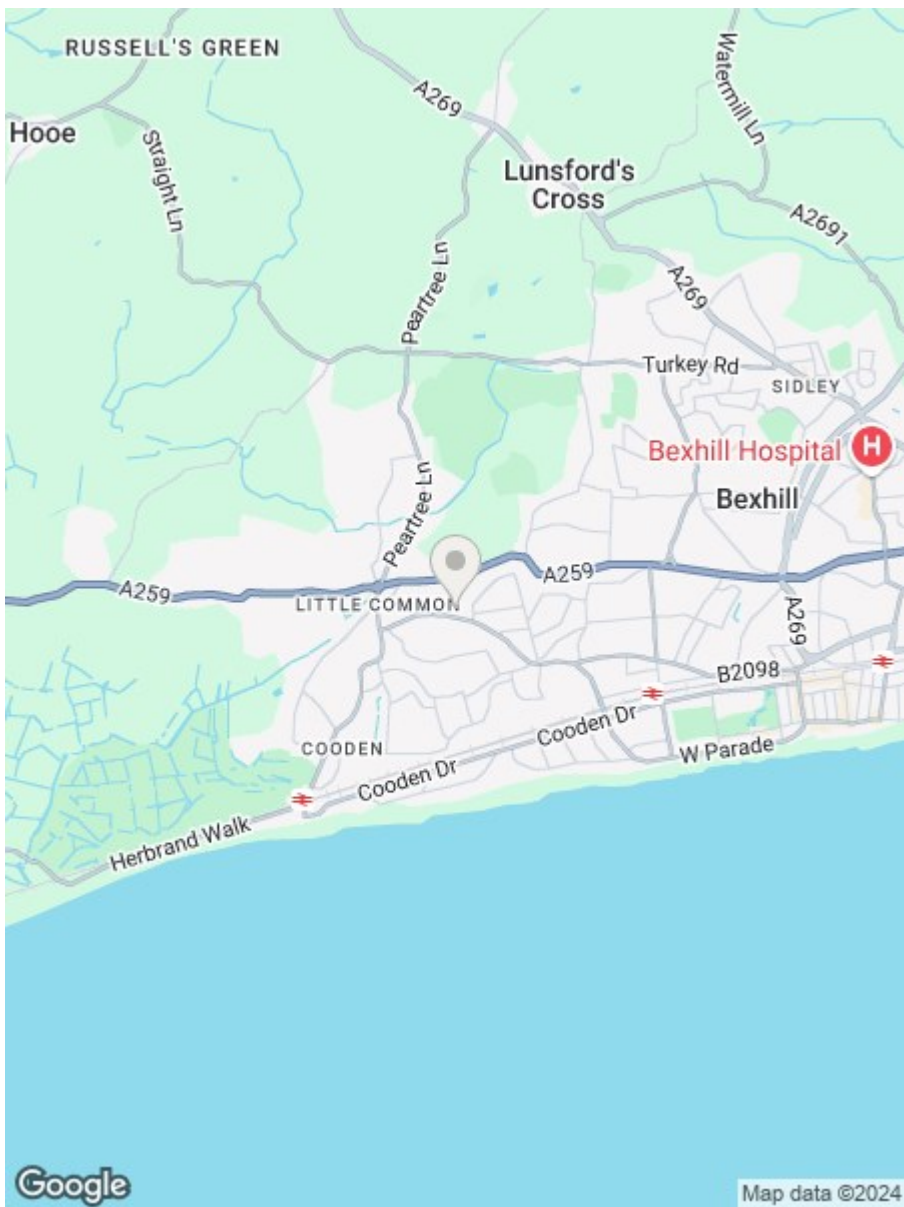 RUSSELL'S GREEN
A269
Watermill Ln
Hooe
Straight Ln
Lunsford's
Cross
A2691
Peartree Ln
A269
Turkey Rd
SIDLEY
Bexhill Hospital
H
Bexhill
Peartree Ln
A259
A259
LITTLE COMMON
A269
B2098
Cooden Dr
W Parade
COODEN
Cooden Dr
Herbrand Walk
Google
Map data ©2024